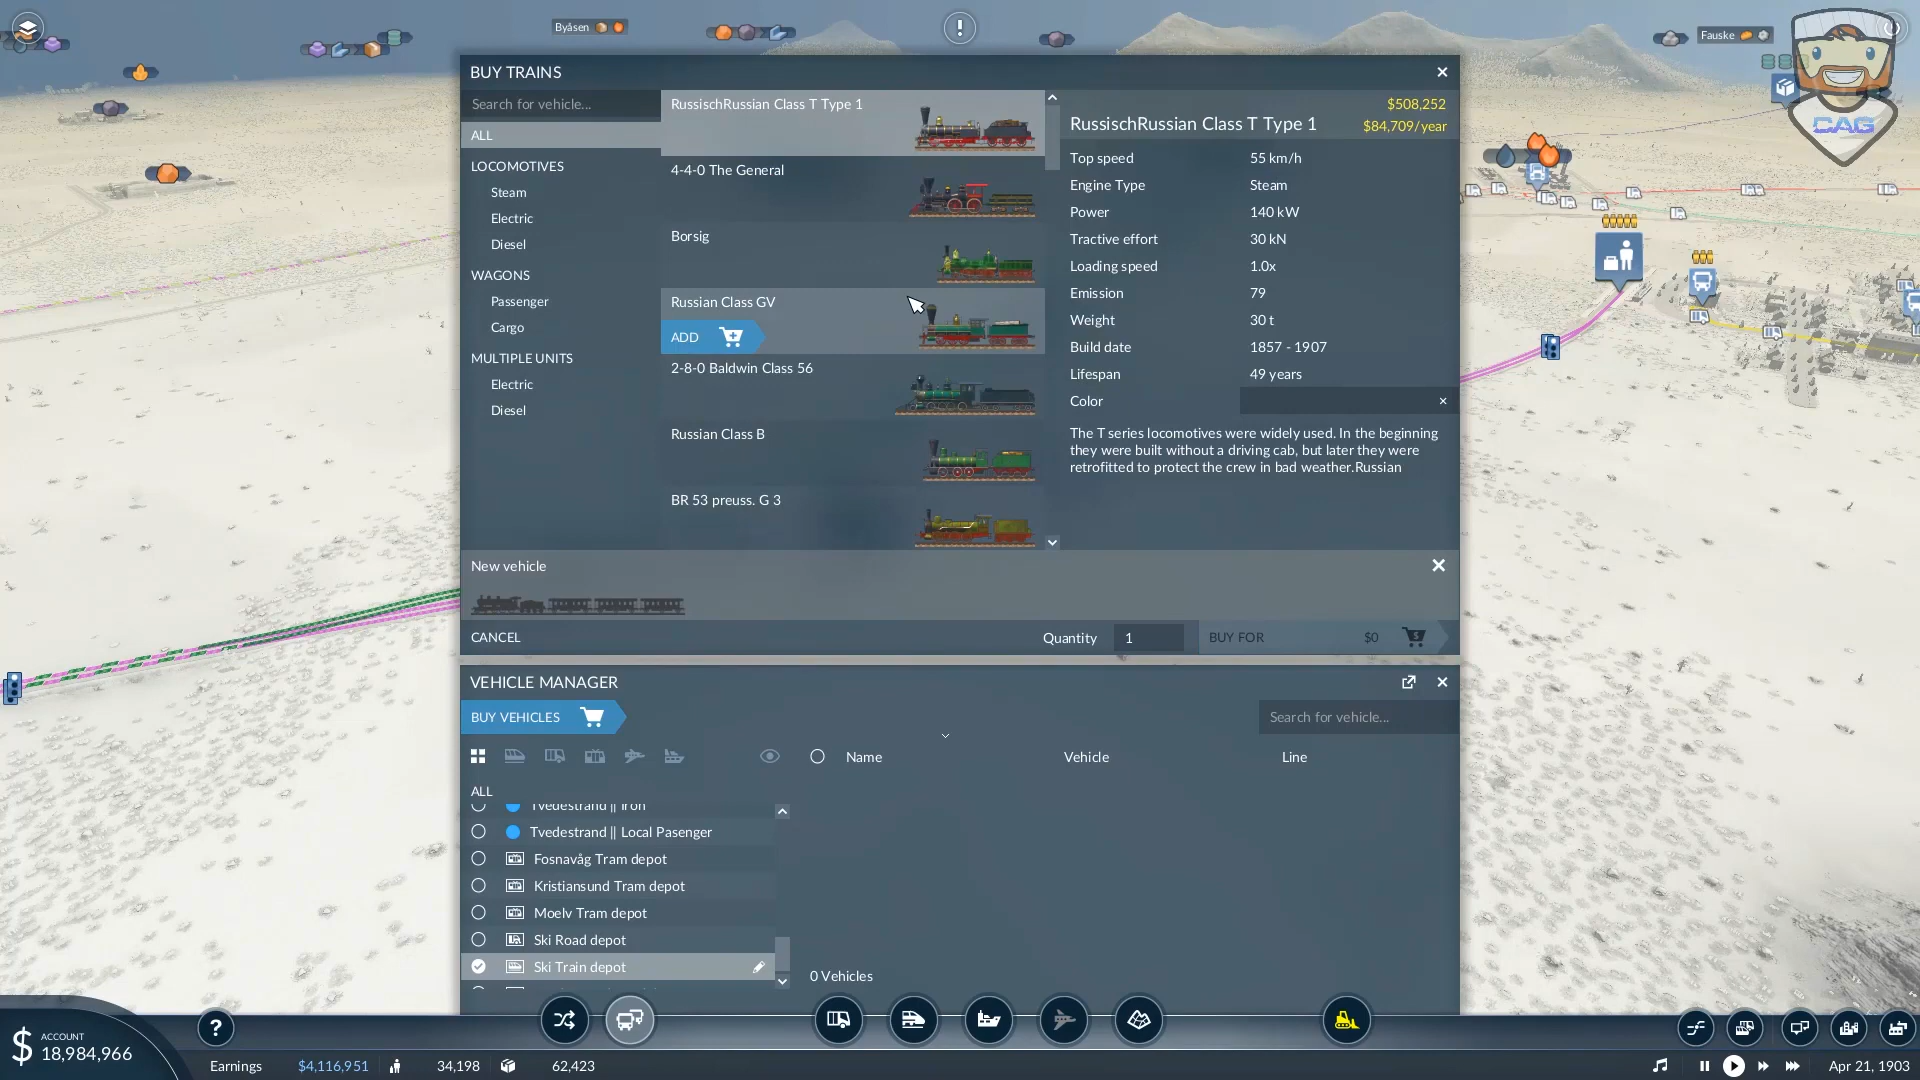 Byåsen
Fauske
CAG
BUY TRAINS
Search for vehicle...
ALL
LOCOMOTIVES
Steam
Electric
Diesel
WAGONS
Passenger
Cargo
MULTIPLE UNITS
Electric
Diesel
RussischRussian Class T Type 1
4-4-0 The General
Borsig
Russian Class GV
ADD
2-8-0 Baldwin Class 56
Russian Class B
BR 53 preuss. G 3
$508,252
RussischRussian Class T Type 1
$84,709/year
Top speed 55 km/h
Engine Type Steam
Power 140 kW
Tractive effort 30 kN
Loading speed 1.0x
Emission 79
Weight 30 t
Build date 1857 - 1907
Lifespan 49 years
Color
The T series locomotives were widely used. In the beginning
they were built without a driving cab, but later they were
retrofitted to protect the crew in bad weather.Russian
New vehicle
CANCEL
Quantity 1
BUY FOR $0
VEHICLE MANAGER
BUY VEHICLES
Search for vehicle...
Name Vehicle Line
ALL
Tvedestrand || Iron
Tvedestrand || Local Pasenger
Fosnavåg Tram depot
Kristiansund Tram depot
Moelv Tram depot
Ski Road depot
Ski Train depot
0 Vehicles
ACCOUNT
$ 18,984,966
?
Earnings $4,116,951 34,198 62,423
Apr 21, 1903